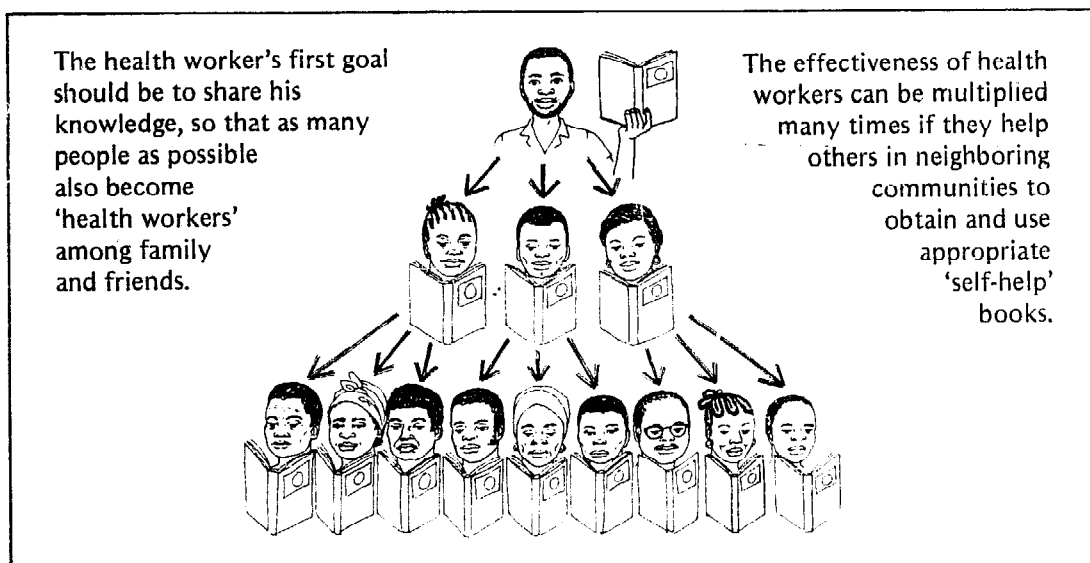 The health worker's first goal
should be to share his
knowledge, so that as many
people as possible
also become
'health workers'
among family
and friends.
The effectiveness of health
workers can be multiplied
many times if they help
others in neighboring
communities to
obtain and use
appropriate
'self-help'
books.